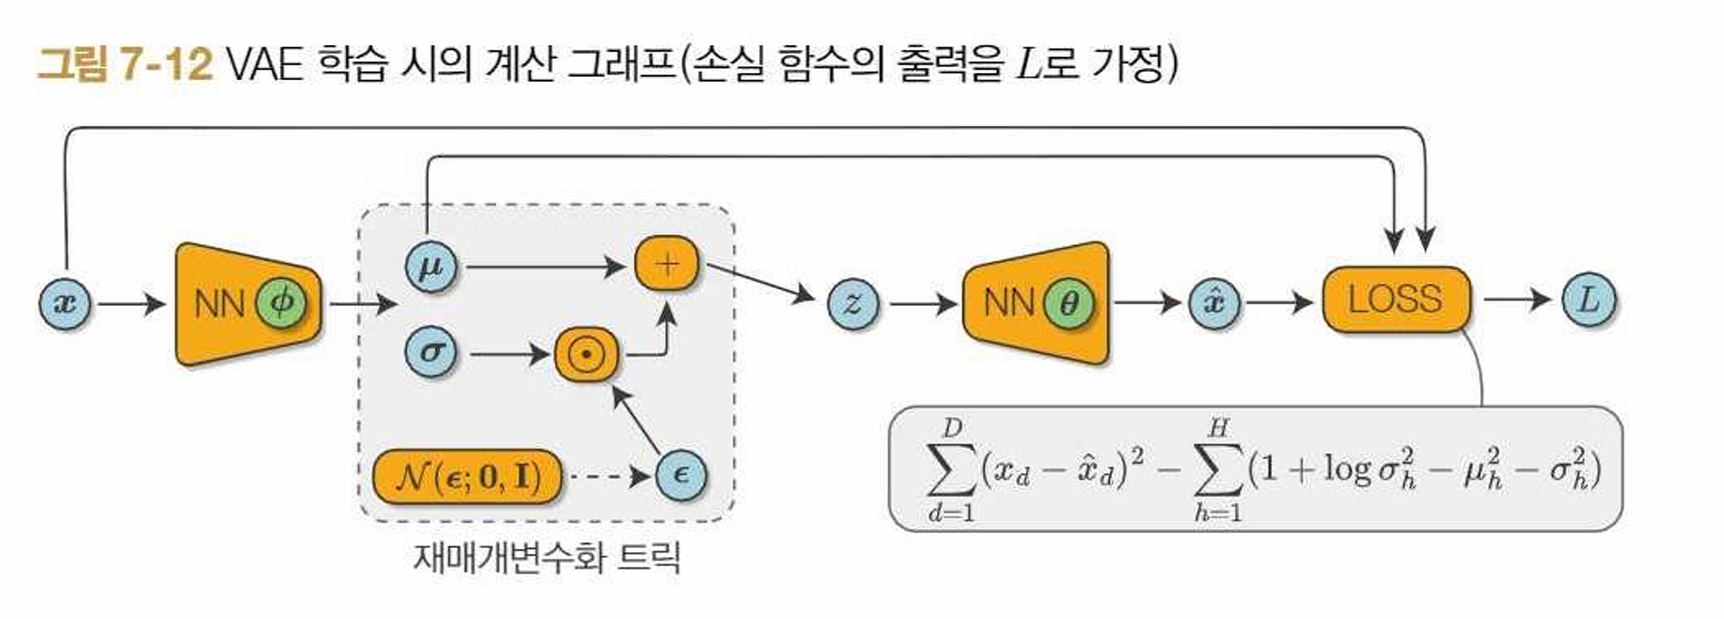 그림 7-12 VAE 학습 시의 계산 그래프(손실 함수의 출력을 L로 가정)
x
NN ϕ
μ
σ
+
⊙
𝒩(ϵ; 0, I)
ϵ
재매개변수화 트릭
z
NN θ
x̂
LOSS
L
∑_{d=1}^{D}(x_d − x̂_d)² − ∑_{h=1}^{H}(1 + log σ_h² − μ_h² − σ_h²)